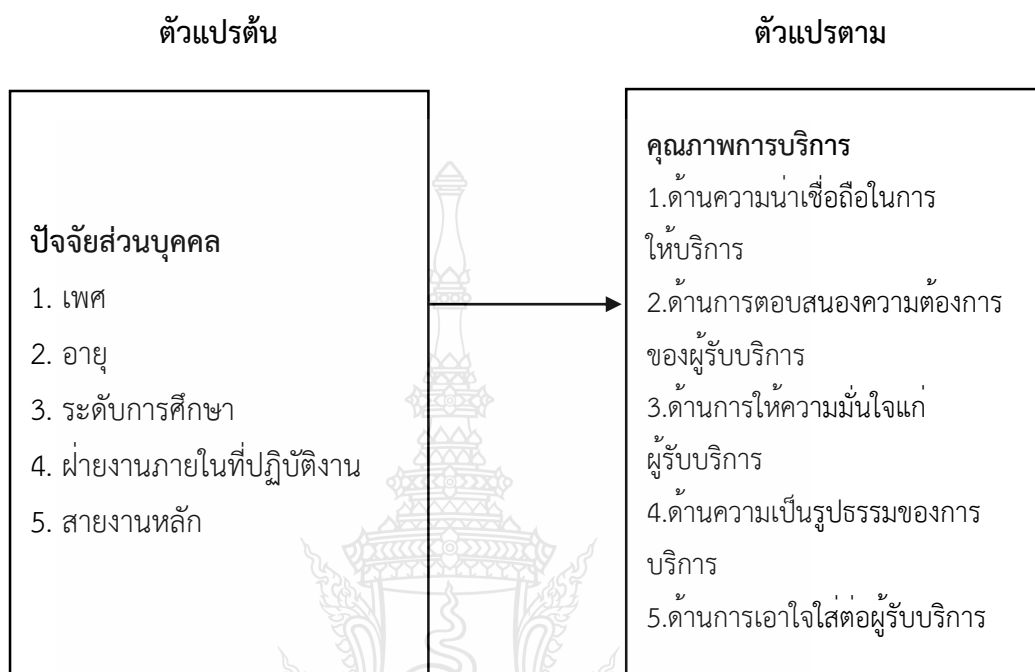 ตัวแปรต้น
ตัวแปรตาม
ปัจจัยส่วนบุคคล
1. เพศ
2. อายุ
3. ระดับการศึกษา
4. ฝ่ายงานภายในที่ปฏิบัติงาน
5. สายงานหลัก
คุณภาพการบริการ
1.ด้านความน่าเชื่อถือในการ
ให้บริการ
2.ด้านการตอบสนองความต้องการ
ของผู้รับบริการ
3.ด้านการให้ความมั่นใจแก่
ผู้รับบริการ
4.ด้านความเป็นรูปธรรมของการ
บริการ
5.ด้านการเอาใจใส่ต่อผู้รับบริการ